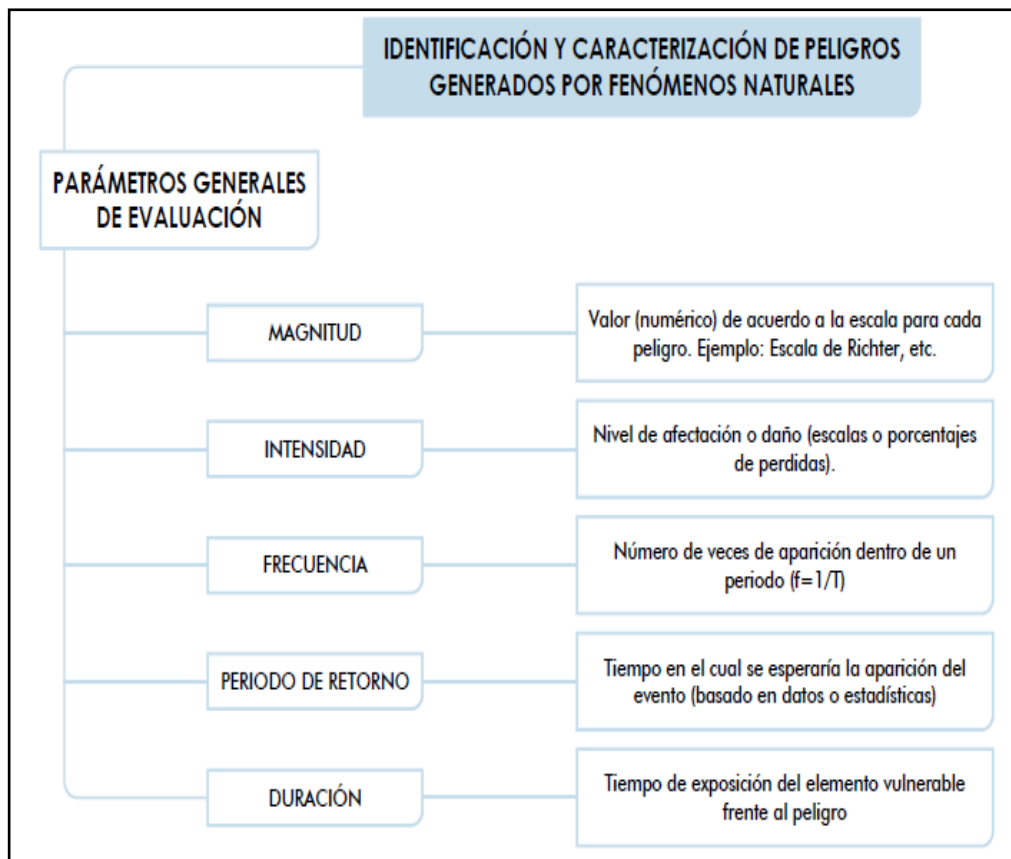 IDENTIFICACIÓN Y CARACTERIZACIÓN DE PELIGROS
GENERADOS POR FENÓMENOS NATURALES
PARÁMETROS GENERALES
DE EVALUACIÓN
MAGNITUD
Valor (numérico) de acuerdo a la escala para cada
peligro. Ejemplo: Escala de Richter, etc.
INTENSIDAD
Nivel de afectación o daño (escalas o porcentajes
de perdidas).
FRECUENCIA
Número de veces de aparición dentro de un
periodo (f=1/T)
PERIODO DE RETORNO
Tiempo en el cual se esperaría la aparición del
evento (basado en datos o estadísticas)
DURACIÓN
Tiempo de exposición del elemento vulnerable
frente al peligro